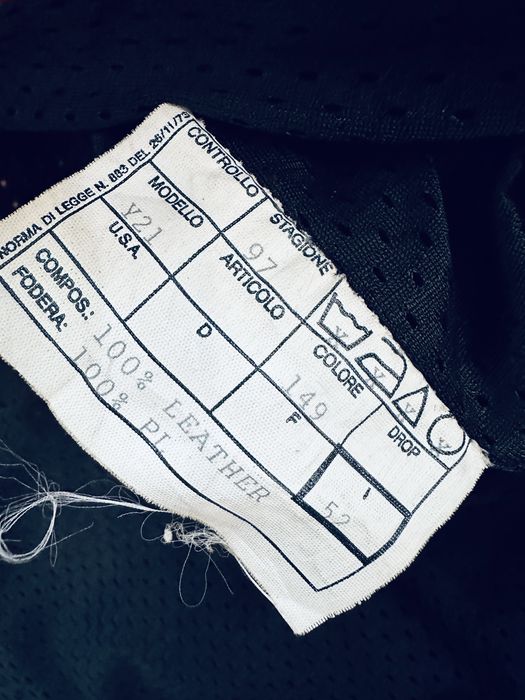 NORMA DI LEGGE N. 883 DEL 26/11/73
CONTROLLO STAGIONE
MODELLO ARTICOLO COLORE DROP
V21 97 149
U.S.A. D F I
52
COMPOS.: 100% LEATHER
FODERA: 100% PL